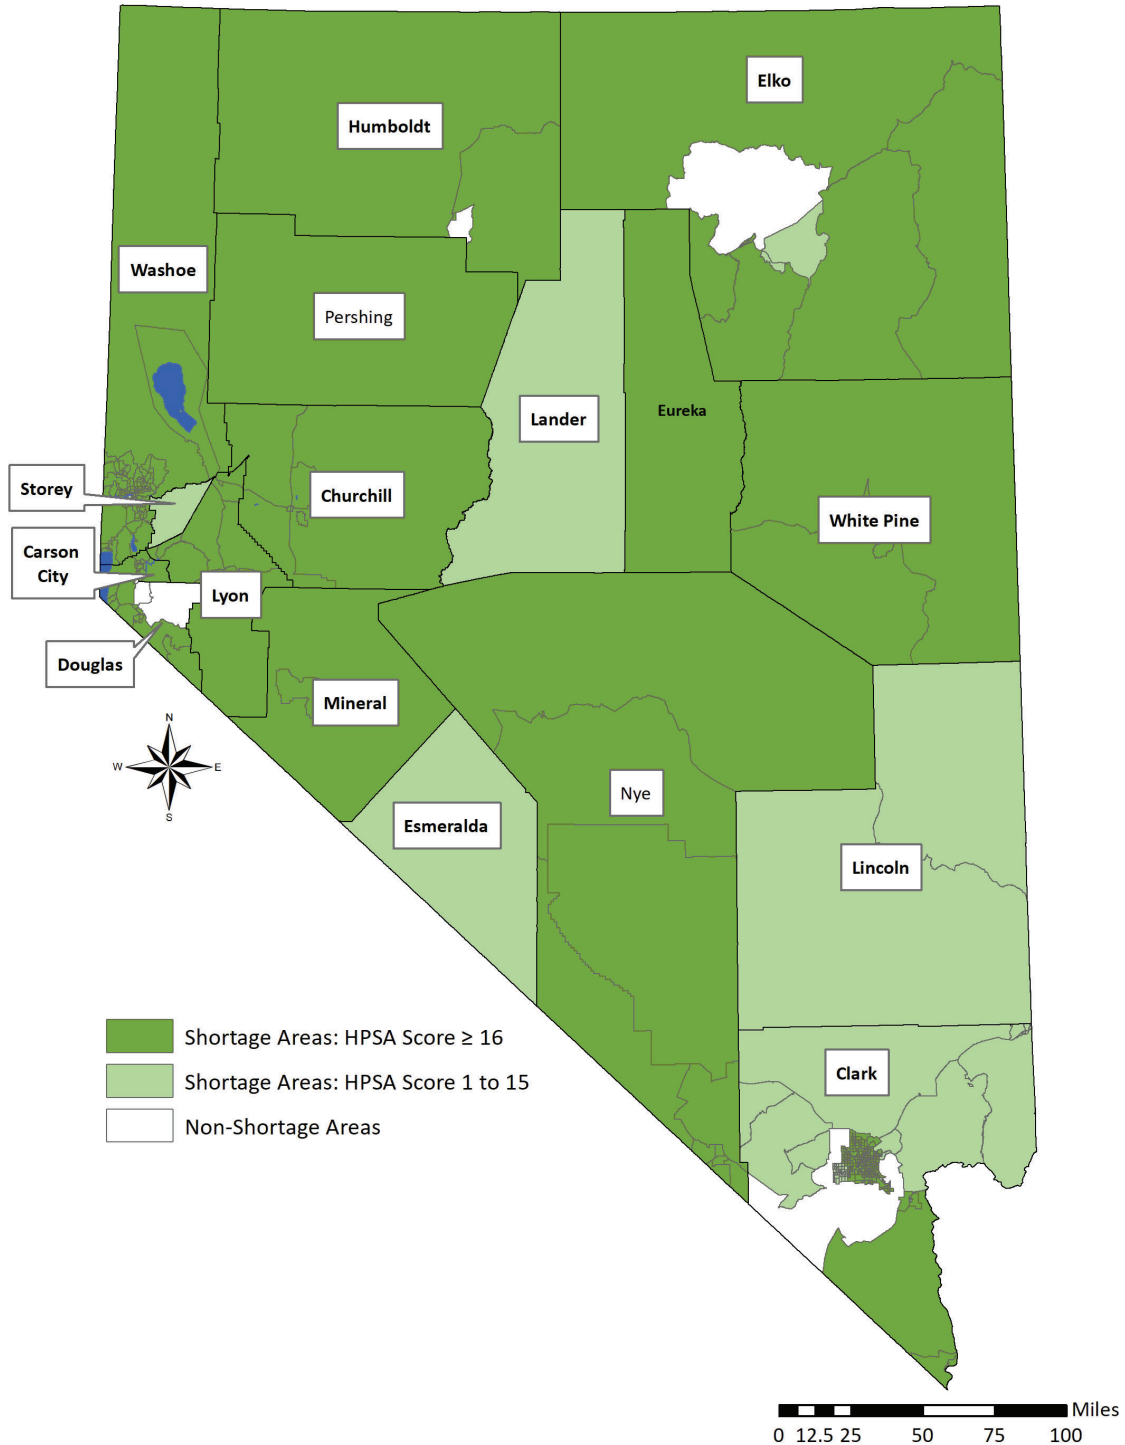 Elko
Humboldt
Washoe
Pershing
Lander
Eureka
Storey
Churchill
White Pine
Carson
City
Lyon
Douglas
Mineral
N
W
E
S
Nye
Esmeralda
Lincoln
Shortage Areas: HPSA Score ≥ 16
Clark
Shortage Areas: HPSA Score 1 to 15
Non-Shortage Areas
Miles
0 12.5 25 50 75 100